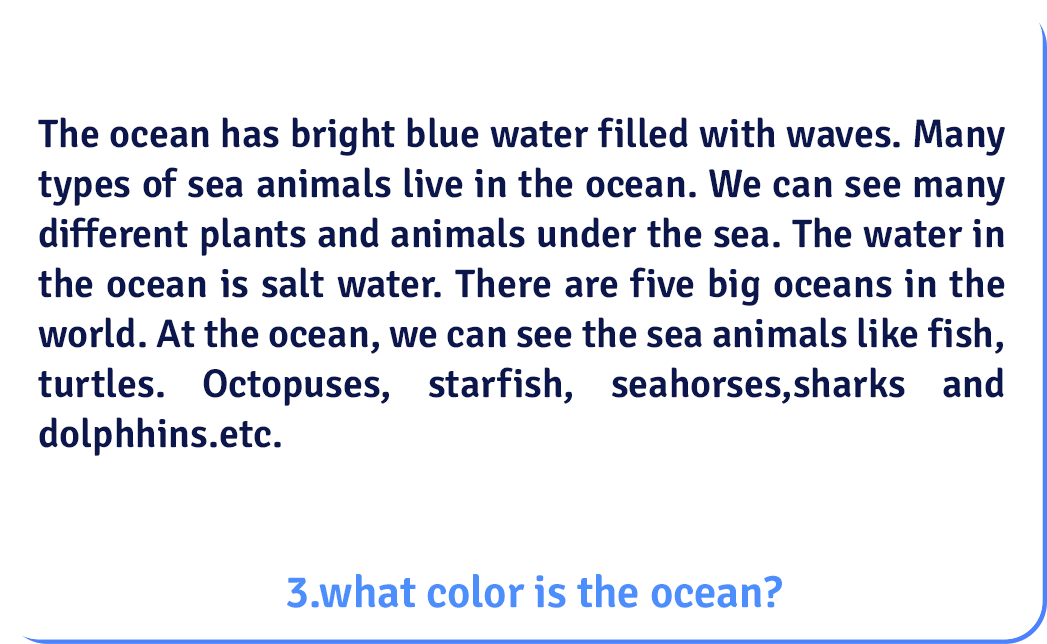 The ocean has bright blue water filled with waves. Many
types of sea animals live in the ocean. We can see many
different plants and animals under the sea. The water in
the ocean is salt water. There are five big oceans in the
world. At the ocean, we can see the sea animals like fish,
turtles. Octopuses, starfish, seahorses,sharks and
dolphhins.etc.
3.what color is the ocean?